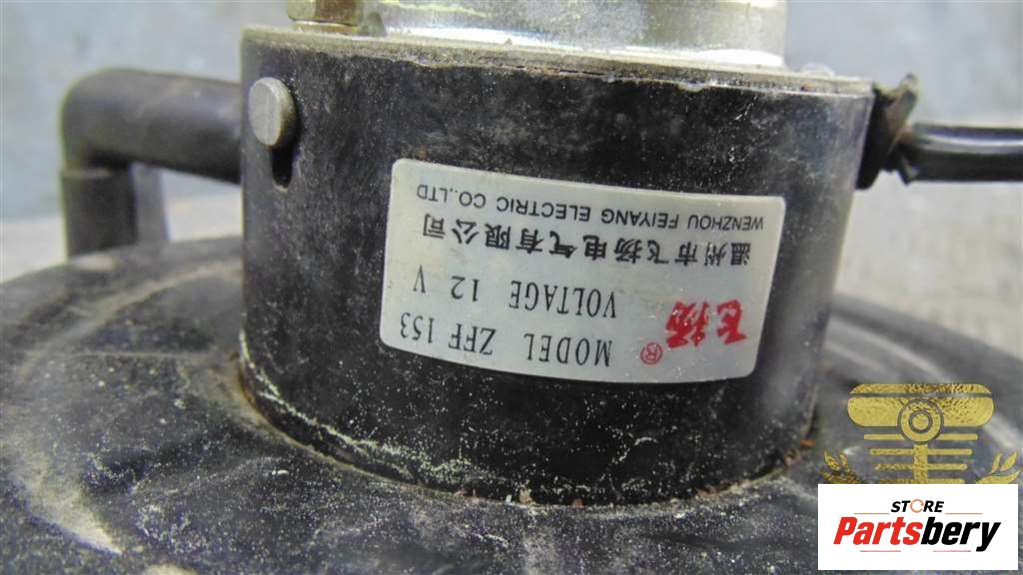 飞扬®
MODEL ZFF 153
VOLTAGE 12 V
温州市飞扬电气有限公司
WENZHOU FEIYANG ELECTRIC CO.,LTD
STORE
Partsbery